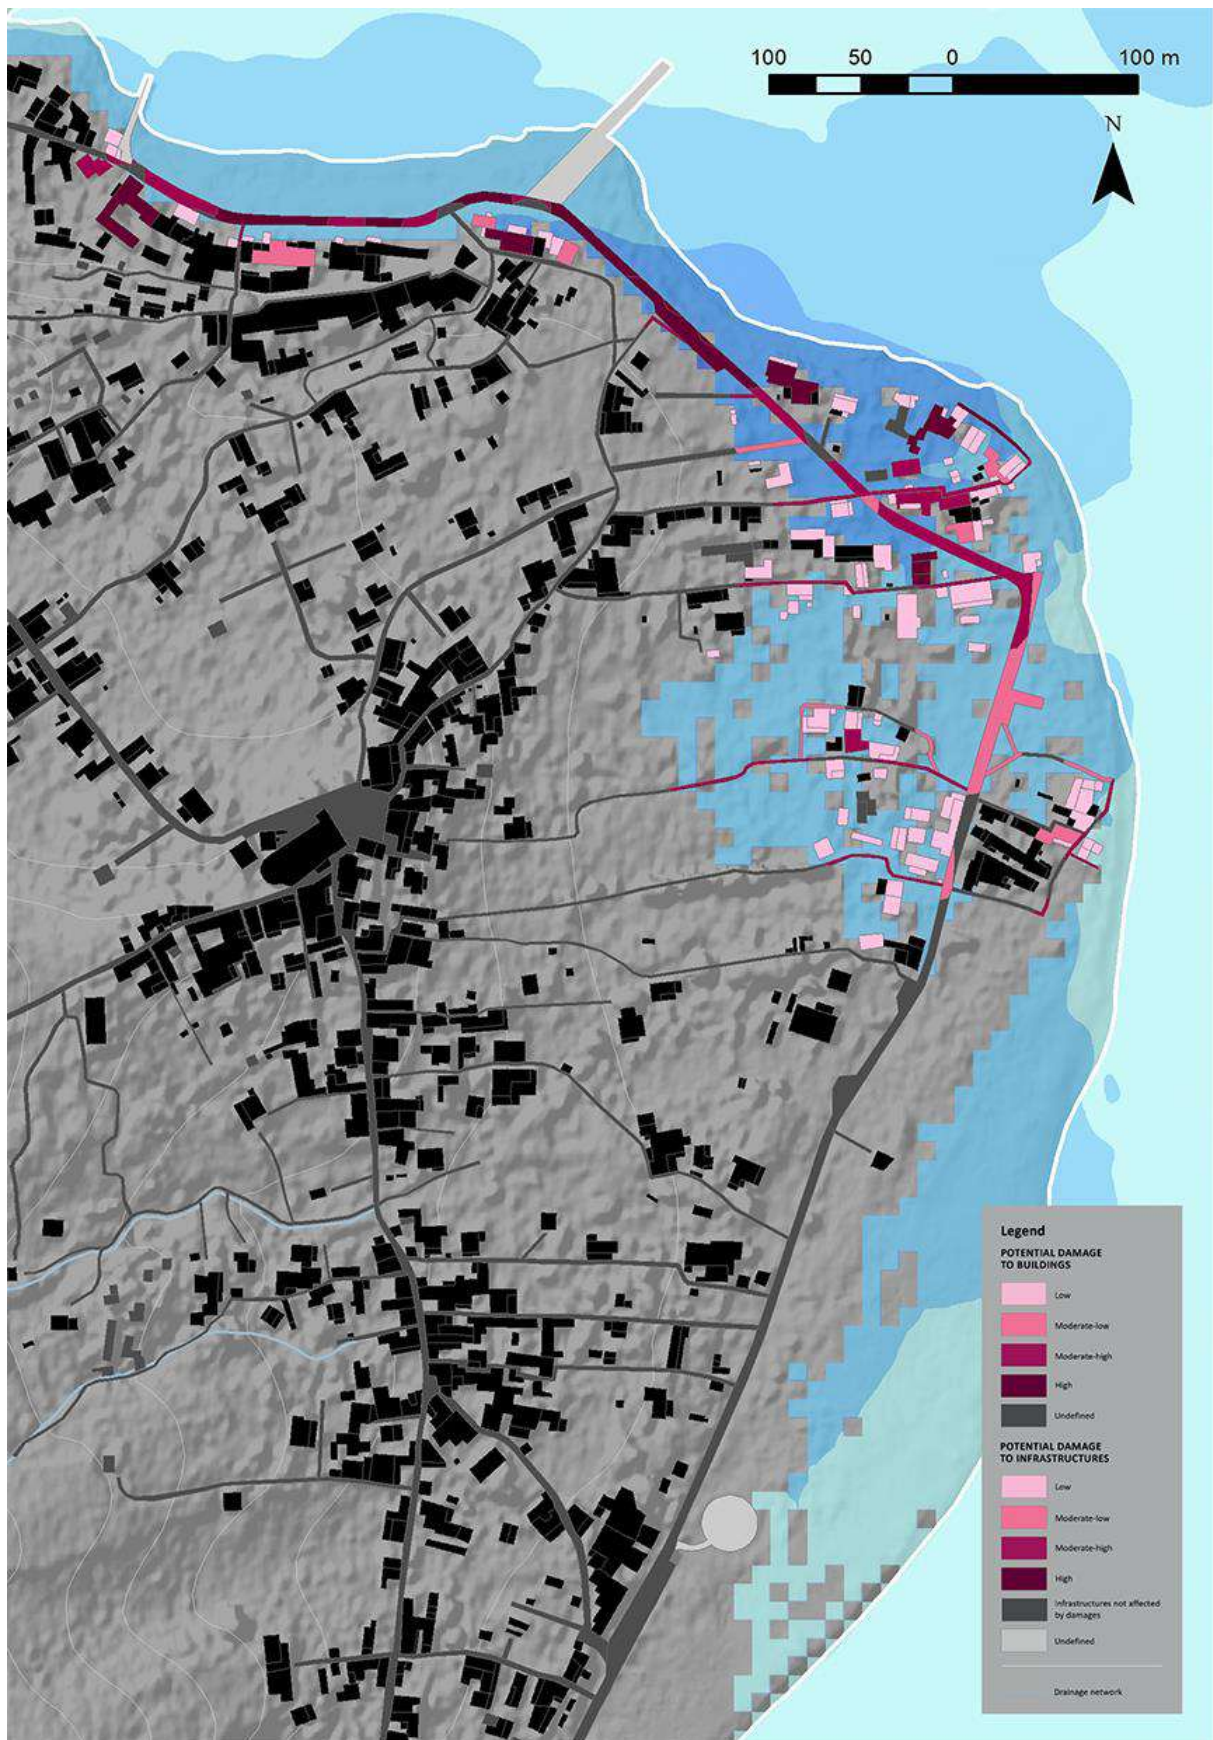 100 50 0 100 m
N
Legend
POTENTIAL DAMAGE
TO BUILDINGS
Low
Moderate-low
Moderate-high
High
Undefined
POTENTIAL DAMAGE
TO INFRASTRUCTURES
Low
Moderate-low
Moderate-high
High
Infrastructures not affected
by damages
Undefined
Drainage network